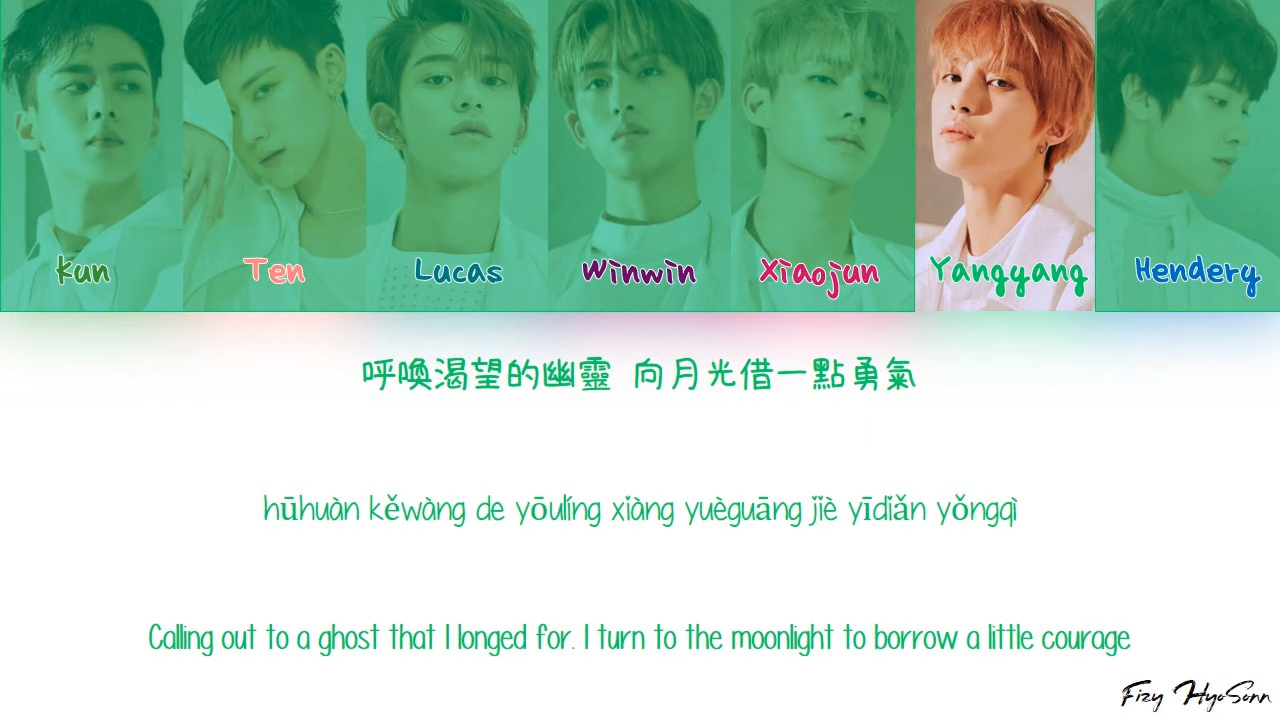 Kun Ten Lucas Winwin Xiaojun Yangyang Hendery
呼喚渴望的幽靈 向月光借一點勇氣
hūhuàn kěwàng de yōulíng xiàng yuèguāng jiè yīdiǎn yǒngqì
Calling out to a ghost that I longed for. I turn to the moonlight to borrow a little courage
Fizy HyoSonn